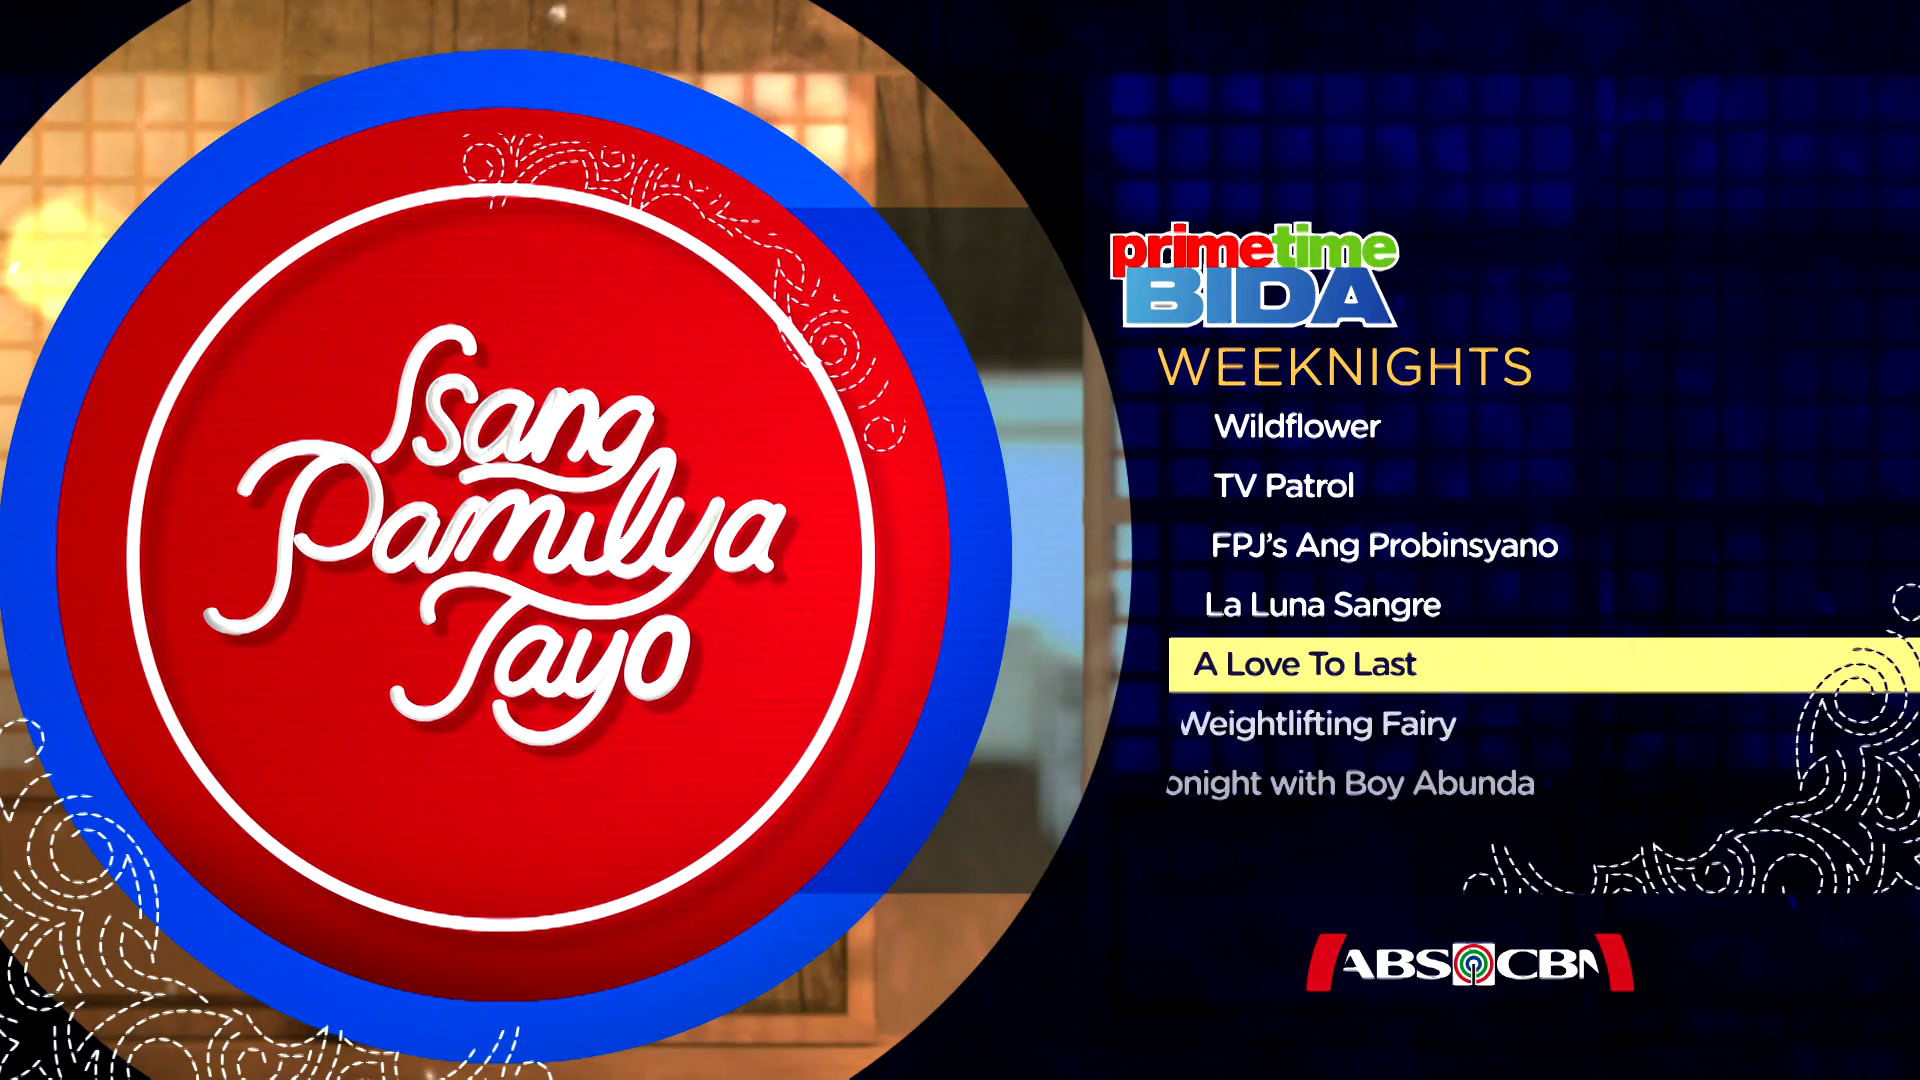 Isang
Pamilya
Tayo
primetime
BIDA
WEEKNIGHTS
Wildflower
TV Patrol
FPJ's Ang Probinsyano
La Luna Sangre
A Love To Last
Weightlifting Fairy
onight with Boy Abunda
ABS CBN